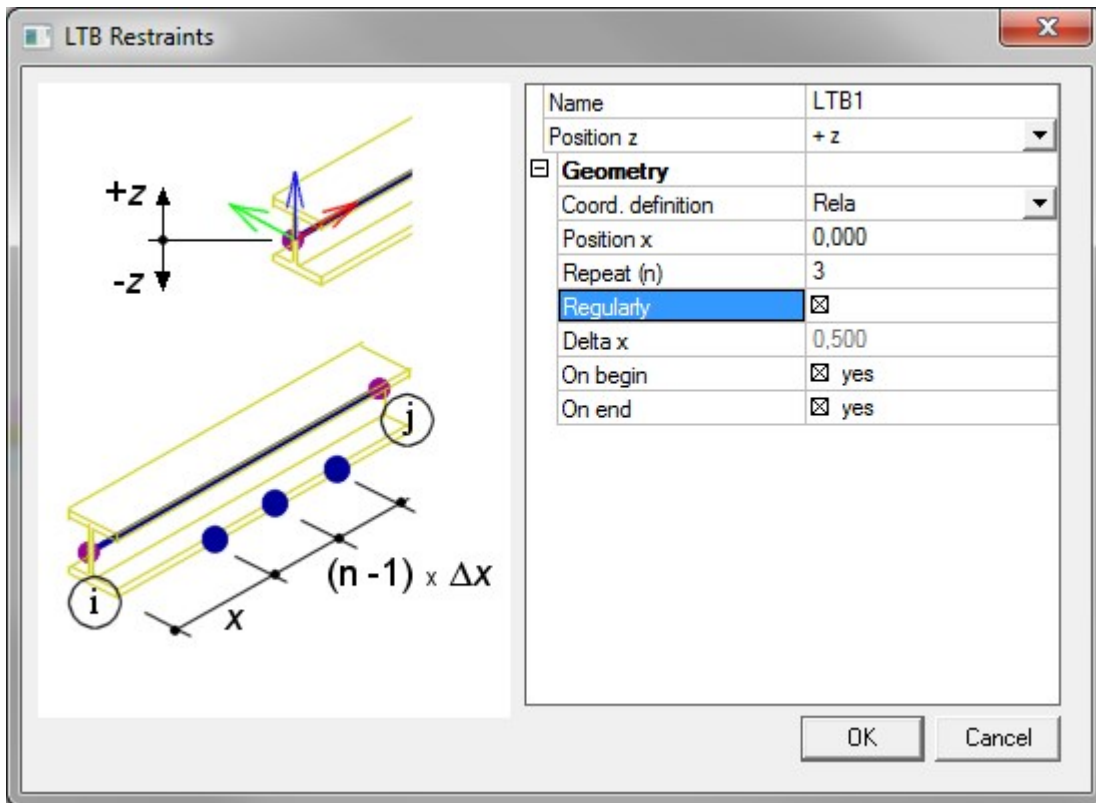 LTB Restraints
+z
-z
i
j
x
(n -1) x Δx
Name LTB1
Position z + z
Geometry
Coord. definition Rela
Position x 0,000
Repeat (n) 3
Regularly
Delta x 0,500
On begin yes
On end yes
OK Cancel